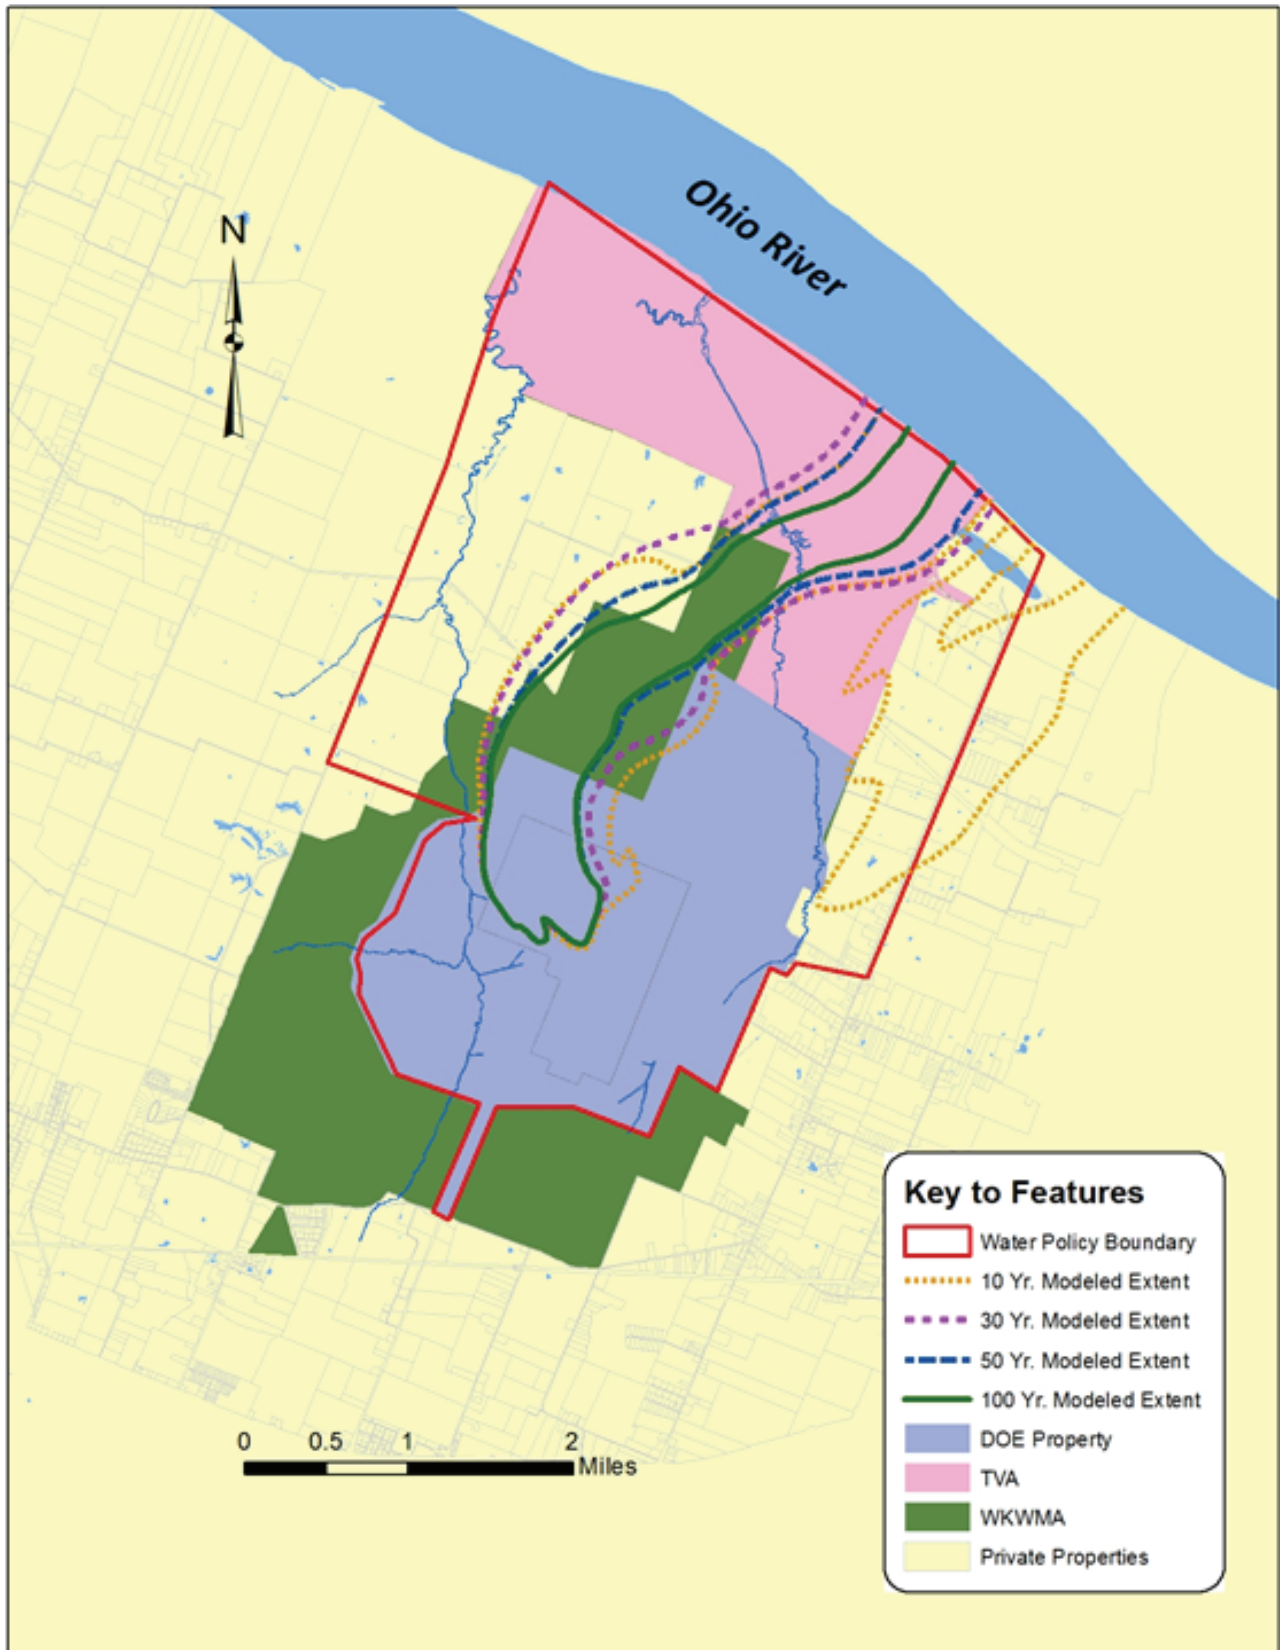 Ohio River
N
Key to Features
Water Policy Boundary
10 Yr. Modeled Extent
30 Yr. Modeled Extent
50 Yr. Modeled Extent
100 Yr. Modeled Extent
DOE Property
TVA
WKWMA
Private Properties
0 0.5 1 2
Miles